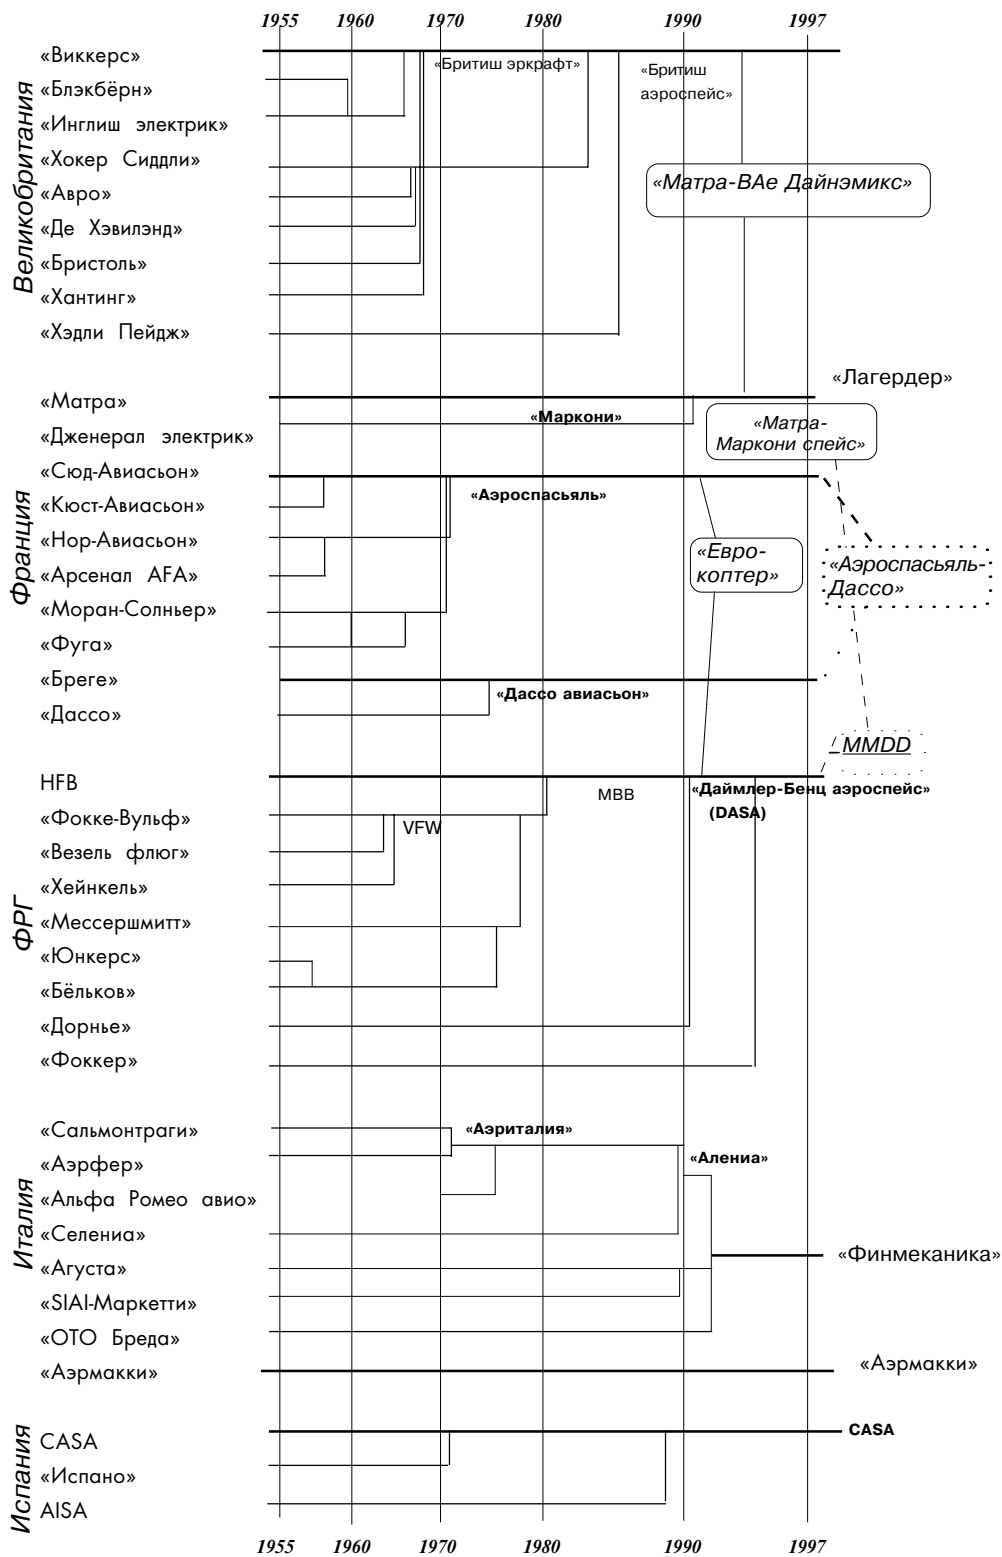 1955 1960 1970 1980 1990 1997
Великобритания
«Виккерс»
«Бритиш эркрафт»
«Бритиш
аэроспейс»
«Блэкбёрн»
«Инглиш электрик»
«Хокер Сиддли»
«Матра-ВАе Дайнэмикс»
«Авро»
«Де Хэвилэнд»
«Бристоль»
«Хантинг»
«Хэдли Пейдж»
Франция
«Лагердер»
«Матра»
«Маркони»
«Матра-
Маркони спейс»
«Дженерал электрик»
«Сюд-Авиасьон»
«Аэроспасьяль»
«Кюст-Авиасьон»
«Нор-Авиасьон»
«Евро-
коптер»
«Аэроспасьяль-
Дассо»
«Арсенал AFA»
«Моран-Солньер»
«Фуга»
«Бреге»
«Дассо авиасьон»
«Дассо»
MMDD
ФРГ
HFB
МВВ
«Даймлер-Бенц аэроспейс»
(DASA)
«Фокке-Вульф»
VFW
«Везель флюг»
«Хейнкель»
«Мессершмитт»
«Юнкерс»
«Бёльков»
«Дорнье»
«Фоккер»
Италия
«Сальмонтраги»
«Аэриталия»
«Алениа»
«Аэрфер»
«Альфа Ромео авио»
«Селениа»
«Финмеканика»
«Агуста»
«SIAI-Маркетти»
«ОТО Бреда»
«Аэрмакки»
«Аэрмакки»
Испания
CASA
CASA
«Испано»
AISA
1955 1960 1970 1980 1990 1997